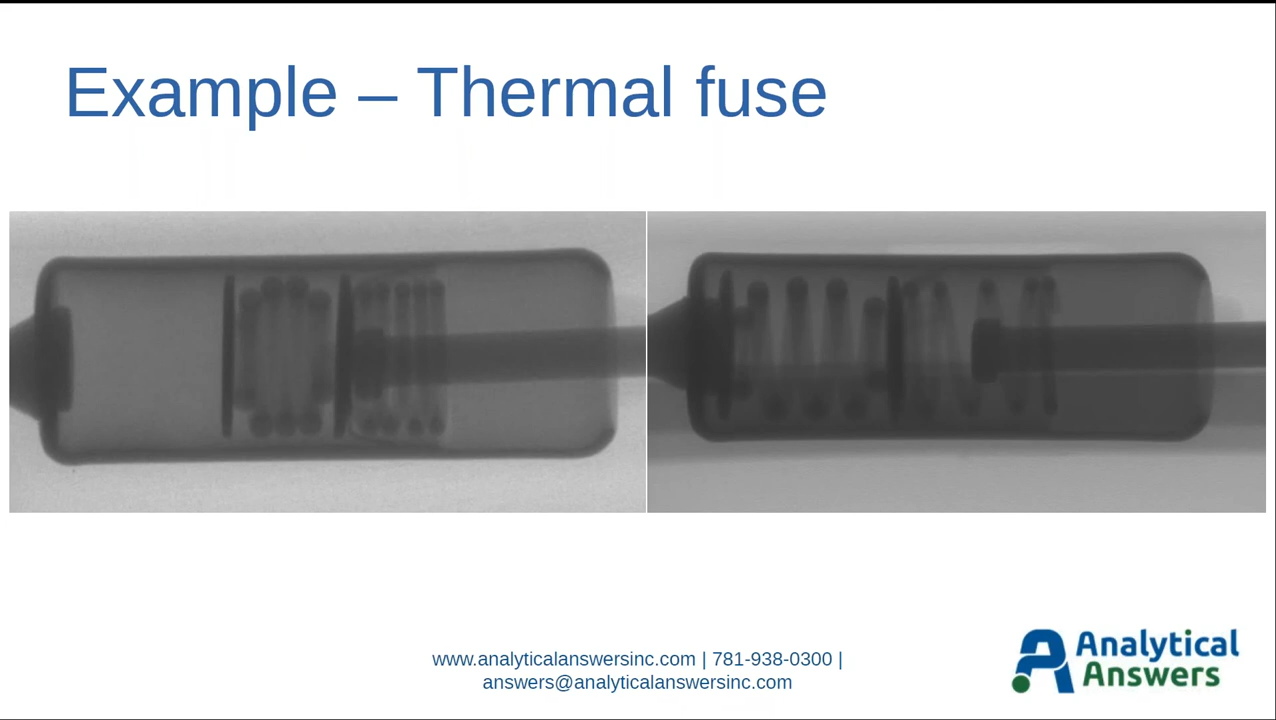 Example – Thermal fuse
www.analyticalanswersinc.com | 781-938-0300 |
answers@analyticalanswersinc.com
Analytical
Answers